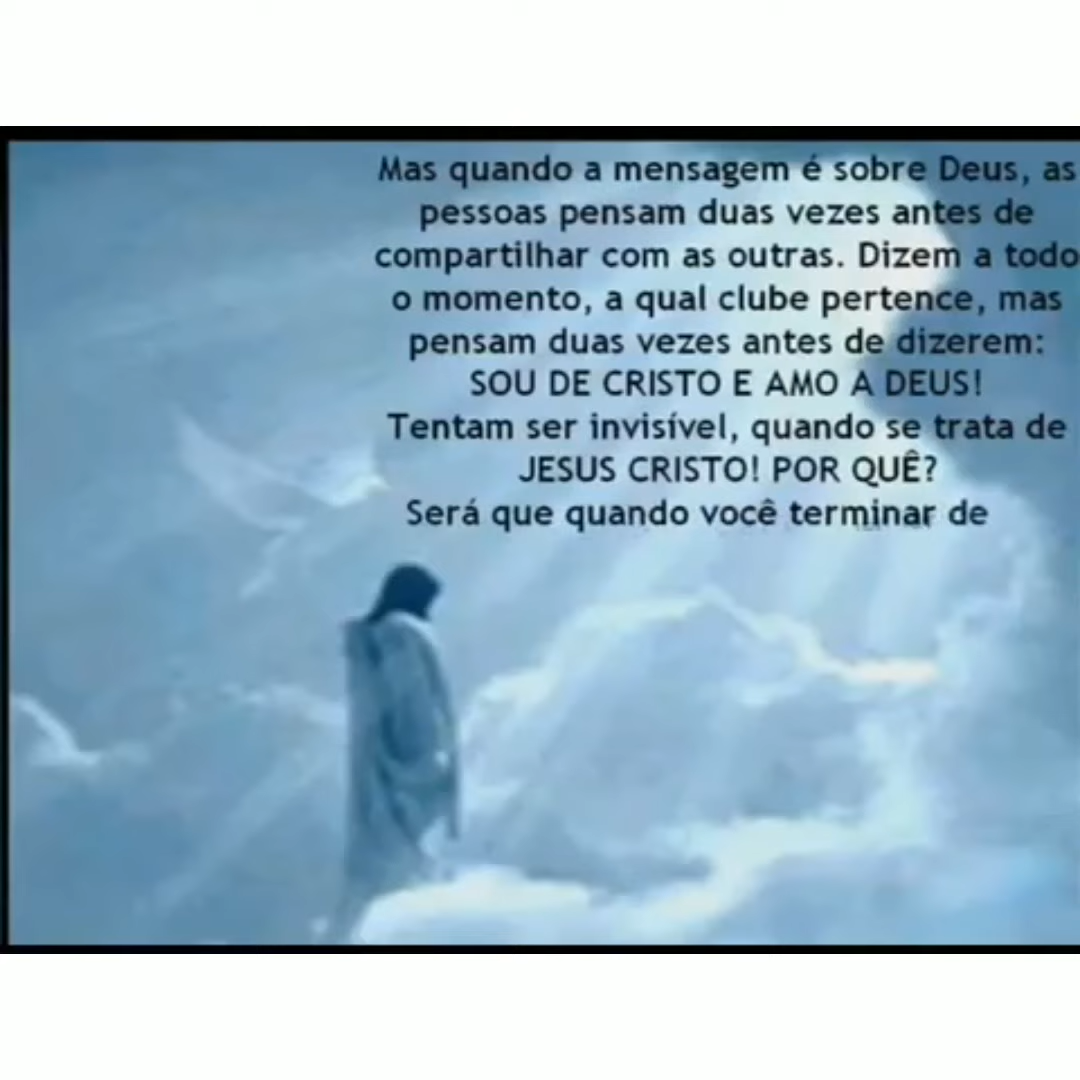 Mas quando a mensagem é sobre Deus, as
pessoas pensam duas vezes antes de
compartilhar com as outras. Dizem a todo
o momento, a qual clube pertence, mas
pensam duas vezes antes de dizerem:
SOU DE CRISTO E AMO A DEUS!
Tentam ser invisível, quando se trata de
JESUS CRISTO! POR QUÊ?
Será que quando você terminar de